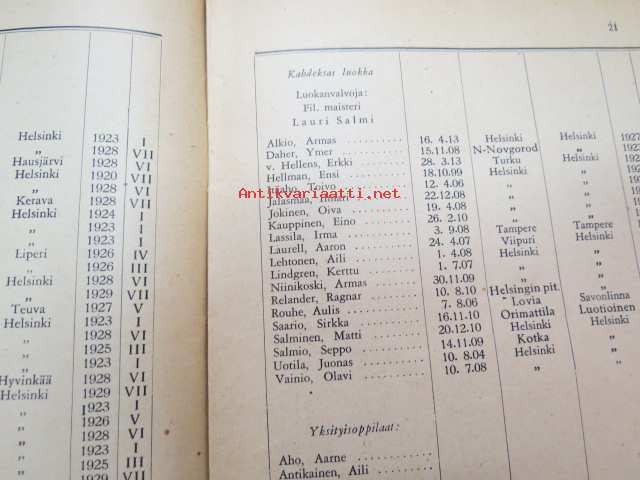 Helsinki 1923 I
„ 1928 VII
Hausjärvi 1928 VI
Helsinki 1920 VII
„ 1928 VI
Kerava 1928 VII
Helsinki 1924 I
„ 1923 I
„ 1923 I
Liperi 1926 IV
„ 1926 III
Helsinki 1928 VI
„ 1929 VII
Teuva 1927 V
Helsinki 1923 I
„ 1928 VI
„ 1925 III
„ 1923 I
Hyvinkää 1928 VI
Helsinki 1929 VII
„ 1923 I
„ 1926 V
„ 1928 VI
„ 1923 I
„ 1925 III
1929 VII
21
Kahdeksas luokka
Luokanvalvoja:
Fil. maisteri
Lauri Salmi
Alkio, Armas 16. 4.13 Helsinki Helsinki
Daher, Ymer 15.11.08 N-Novgorod „
v. Hellens, Erkki 28. 3.13 Turku Helsinki
Hellman, Ensi 18.10.99 Helsinki „
Toivo 12. 4.06 „ „
Jalasmaa, Ilmari 22.12.08 „ „
Jokinen, Oiva 19. 4.08 „ „
Kauppinen, Eino 26. 2.10 „ „
Lassila, Irma 3. 9.08 Tampere Tampere
Laurell, Aaron 24. 4.07 Viipuri Helsinki
Lehtonen, Aili 1. 4.08 Helsinki „
Lindgren, Kerttu 1. 7.07 „ „
Niinikoski, Armas 30.11.09 „ „
Relander, Ragnar 10. 8.10 Helsingin pit. „
Rouhe, Aulis 7. 8.06 Lovia Savonlinna
Saario, Sirkka 16.11.10 Orimattila Luotioinen
Salminen, Matti 20.12.10 Helsinki Helsinki
Salmio, Seppo 14.11.09 Kotka „
Uotila, Juonas 10. 8.04 Helsinki „
Vainio, Olavi 10. 7.08 „ „
Yksityisoppilaat:
Aho, Aarne
Antikainen, Aili
Antikvariaatti.net